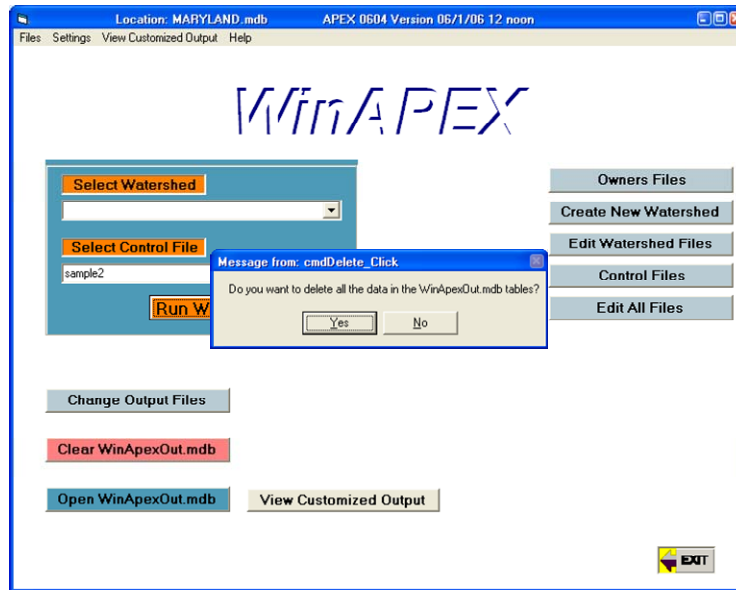 Location: MARYLAND.mdb APEX 0604 Version 06/1/06 12 noon
Files Settings View Customized Output Help
WinAPEX
Select Watershed
Owners Files
Create New Watershed
Select Control File
Edit Watershed Files
sample2
Message from: cmdDelete_Click
Control Files
Do you want to delete all the data in the WinApexOut.mdb tables?
Run W
Yes No
Edit All Files
Change Output Files
Clear WinApexOut.mdb
Open WinApexOut.mdb View Customized Output
EXIT